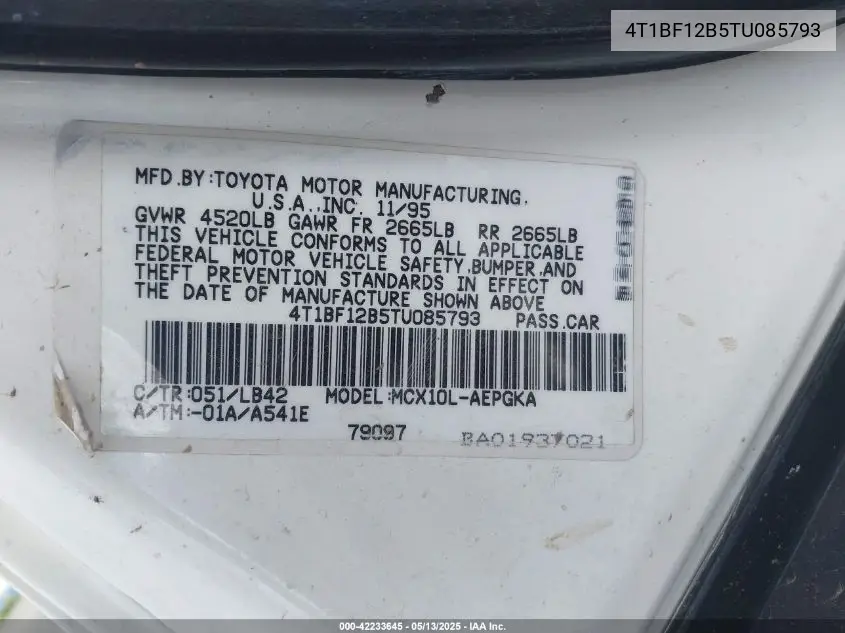 4T1BF12B5TU085793
MFD.BY:TOYOTA MOTOR MANUFACTURING,
U.S.A.,INC. 11/95
GVWR 4520LB GAWR FR 2665LB RR 2665LB
THIS VEHICLE CONFORMS TO ALL APPLICABLE
FEDERAL MOTOR VEHICLE SAFETY,BUMPER,AND
THEFT PREVENTION STANDARDS IN EFFECT ON
THE DATE OF MANUFACTURE SHOWN ABOVE
4T1BF12B5TU085793 PASS.CAR
C/TR:051/LB42 MODEL:MCX10L-AEPGKA
A/TM:-01A/A541E
79097 BA01937021
000-42233645 - 05/13/2025 - IAA Inc.